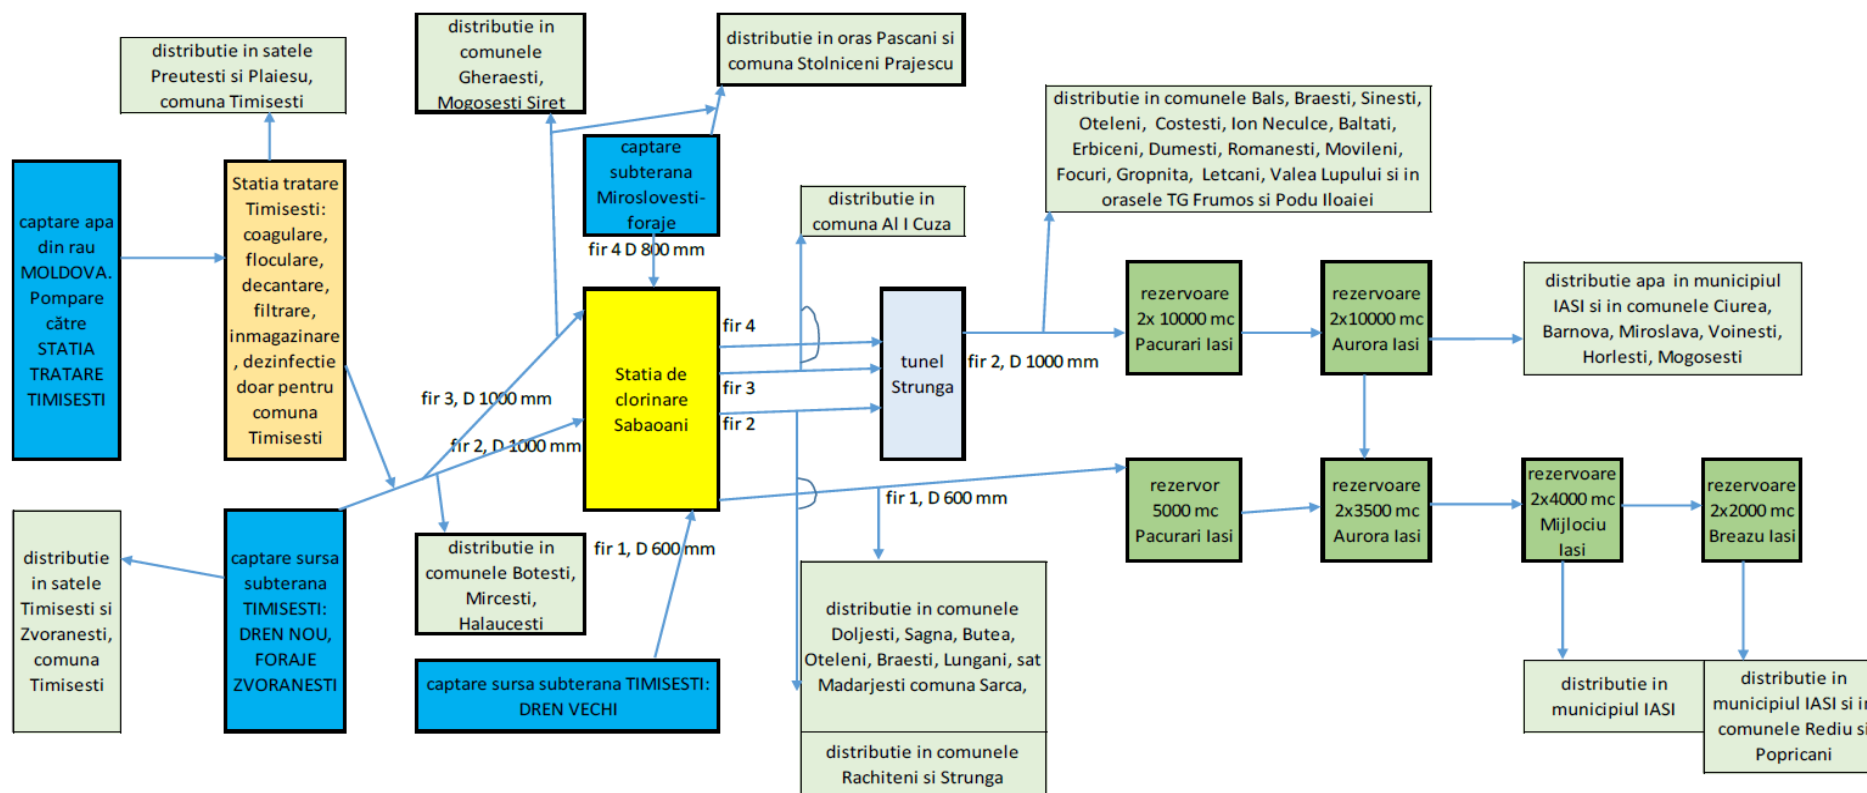 distributie in satele
Preutesti si Plaiesu,
comuna Timisesti
distributie in
comunele
Gheraesti,
Mogosesti Siret
distributie in oras Pascani si
comuna Stolniceni Prajescu
distributie in comunele Bals, Braesti, Sinesti,
Oteleni, Costesti, Ion Neculce, Baltati,
Erbiceni, Dumesti, Romanesti, Movileni,
Focuri, Gropnita, Letcani, Valea Lupului si in
orasele TG Frumos si Podu Iloaiei
captare apa
din rau
MOLDOVA.
Pompare
către
STATIA
TRATARE
TIMISESTI
Statia tratare
Timisesti:
coagulare,
floculare,
decantare,
filtrare,
inmagazinare
, dezinfectie
doar pentru
comuna
Timisesti
captare
subterana
Miroslovesti-
foraje
fir 4 D 800 mm
distributie in
comuna Al I Cuza
fir 3, D 1000 mm
fir 2, D 1000 mm
Statia de
clorinare
Sabaoani
fir 4
fir 3
fir 2
tunel
Strunga
fir 2, D 1000 mm
rezervoare
2x 10000 mc
Pacurari Iasi
rezervoare
2x10000 mc
Aurora Iasi
distributie apa in municipiul
IASI si in comunele Ciurea,
Barnova, Miroslava, Voinesti,
Horlesti, Mogosesti
distributie
in satele
Timisesti si
Zvoranesti,
comuna
Timisesti
captare sursa
subterana
TIMISESTI:
DREN NOU,
FORAJE
ZVORANESTI
distributie in
comunele Botesti,
Mircesti,
Halaucesti
fir 1, D 600 mm
fir 1, D 600 mm
rezervor
5000 mc
Pacurari Iasi
rezervoare
2x3500 mc
Aurora Iasi
rezervoare
2x4000 mc
Mijlociu
Iasi
rezervoare
2x2000 mc
Breazu Iasi
captare sursa subterana TIMISESTI:
DREN VECHI
distributie in comunele
Doljesti, Sagna, Butea,
Oteleni, Braesti, Lungani, sat
Madarjesti comuna Sarca,
distributie in comunele
Rachiteni si Strunga
distributie in
municipiul IASI
distributie in
municipiul IASI si in
comunele Rediu si
Popricani